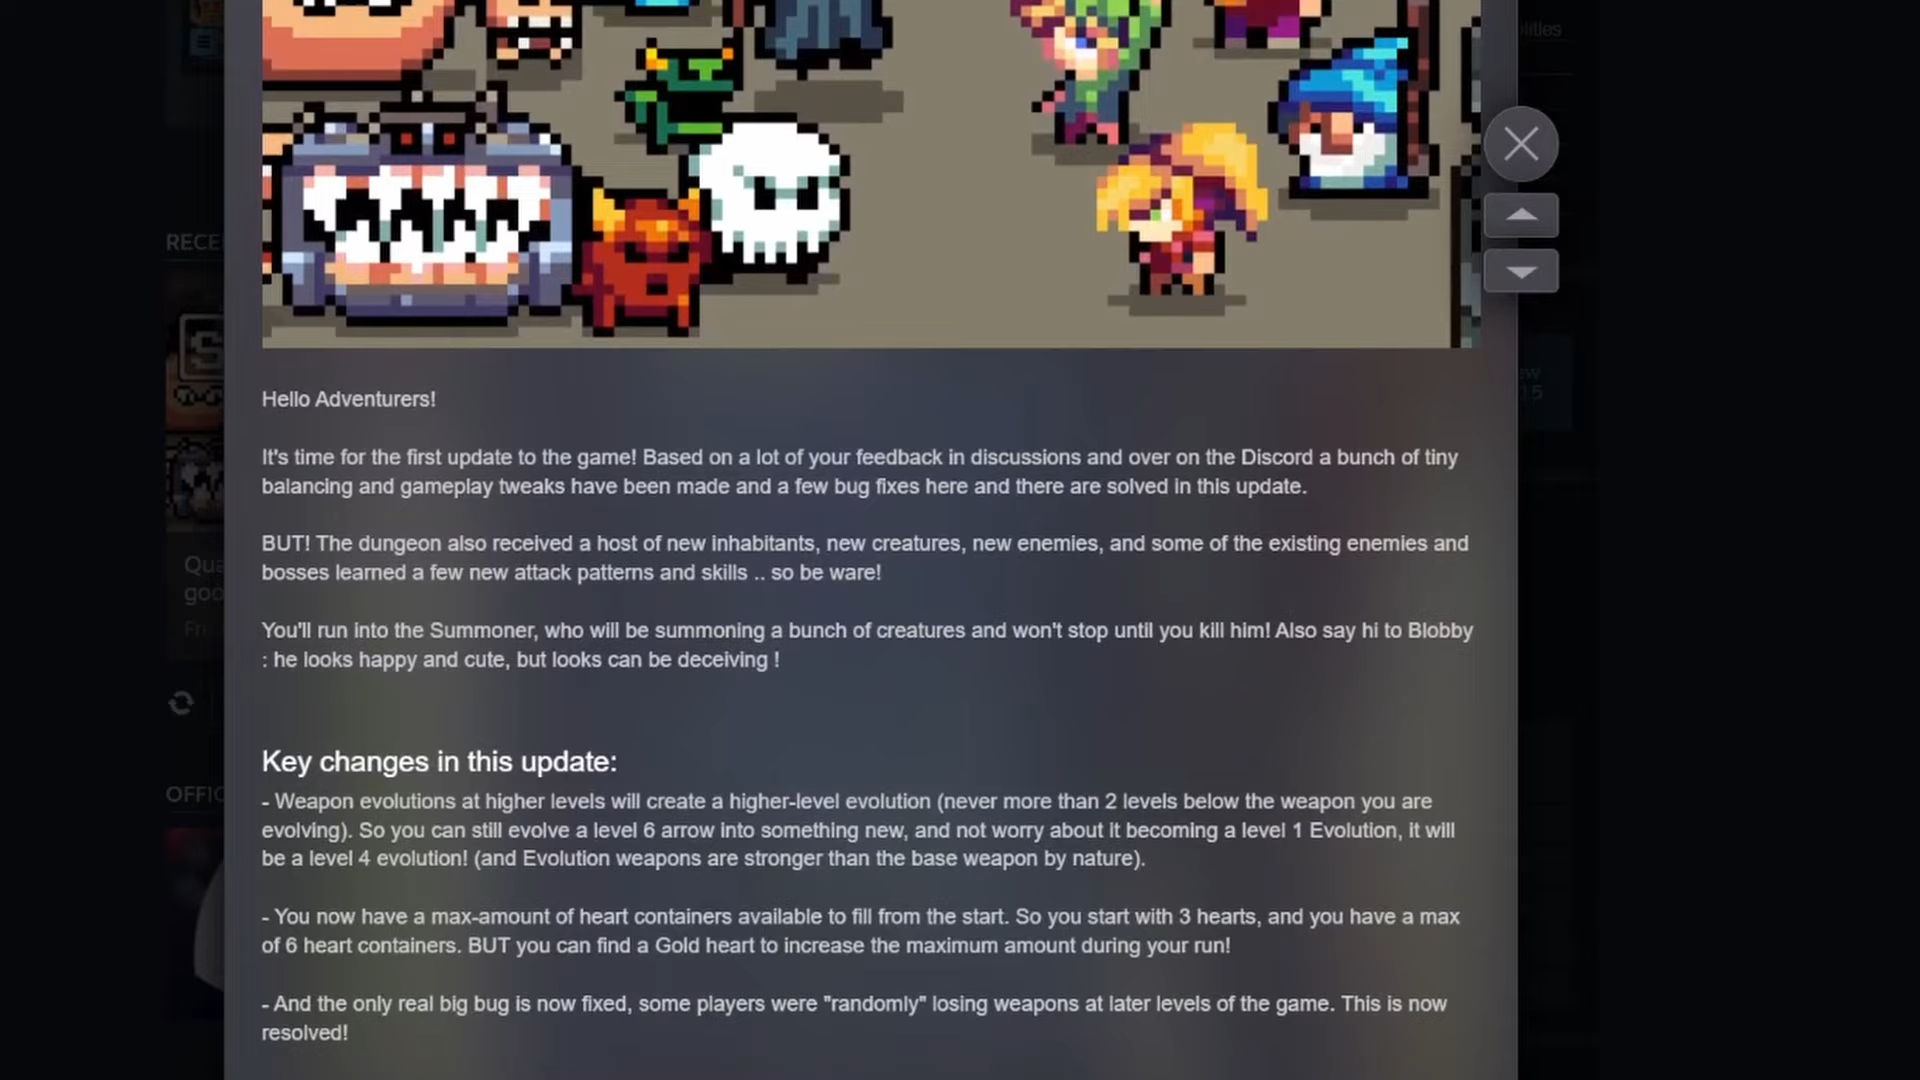 Hello Adventurers!
It's time for the first update to the game! Based on a lot of your feedback in discussions and over on the Discord a bunch of tiny
balancing and gameplay tweaks have been made and a few bug fixes here and there are solved in this update.
BUT! The dungeon also received a host of new inhabitants, new creatures, new enemies, and some of the existing enemies and
bosses learned a few new attack patterns and skills .. so be ware!
You'll run into the Summoner, who will be summoning a bunch of creatures and won't stop until you kill him! Also say hi to Blobby
: he looks happy and cute, but looks can be deceiving !
Key changes in this update:
- Weapon evolutions at higher levels will create a higher-level evolution (never more than 2 levels below the weapon you are
evolving). So you can still evolve a level 6 arrow into something new, and not worry about it becoming a level 1 Evolution, it will
be a level 4 evolution! (and Evolution weapons are stronger than the base weapon by nature).
- You now have a max-amount of heart containers available to fill from the start. So you start with 3 hearts, and you have a max
of 6 heart containers. BUT you can find a Gold heart to increase the maximum amount during your run!
- And the only real big bug is now fixed, some players were "randomly" losing weapons at later levels of the game. This is now
resolved!
RECE
Qua
goo
OFFIC